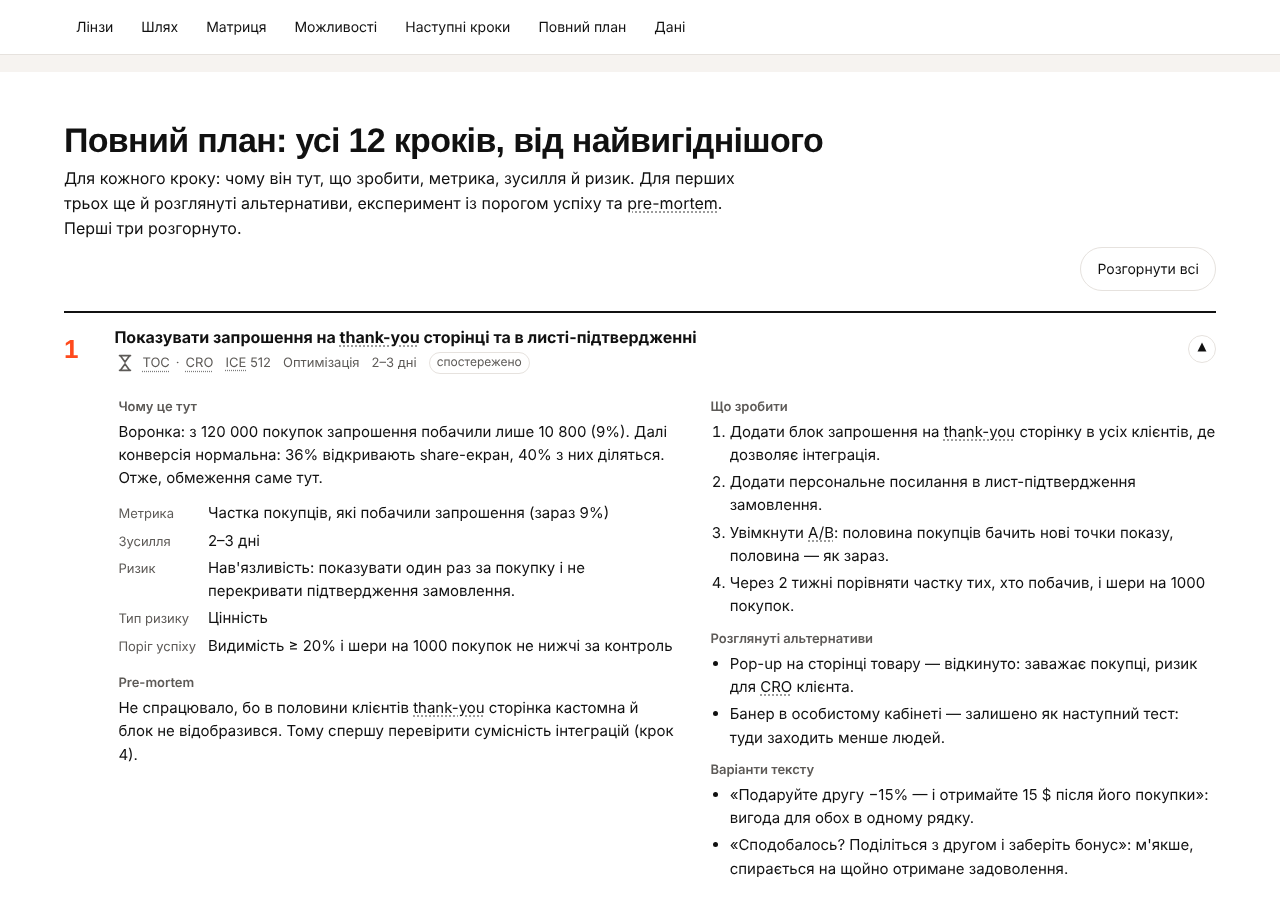 Лінзи Шлях Матриця Можливості Наступні кроки Повний план Дані
Повний план: усі 12 кроків, від найвигіднішого
Для кожного кроку: чому він тут, що зробити, метрика, зусилля й ризик. Для перших
трьох ще й розглянуті альтернативи, експеримент із порогом успіху та pre-mortem.
Перші три розгорнуто.
Розгорнути всі
1
Показувати запрошення на thank-you сторінці та в листі-підтвердженні
TOC · CRO ICE 512 Оптимізація 2–3 дні спостережено
Чому це тут
Воронка: з 120 000 покупок запрошення побачили лише 10 800 (9%). Далі
конверсія нормальна: 36% відкривають share-екран, 40% з них діляться.
Отже, обмеження саме тут.
Метрика Частка покупців, які побачили запрошення (зараз 9%)
Зусилля 2–3 дні
Ризик Нав'язливість: показувати один раз за покупку і не
перекривати підтвердження замовлення.
Тип ризику Цінність
Поріг успіху Видимість ≥ 20% і шери на 1000 покупок не нижчі за контроль
Pre-mortem
Не спрацювало, бо в половини клієнтів thank-you сторінка кастомна й
блок не відобразився. Тому спершу перевірити сумісність інтеграцій (крок
4).
Що зробити
1. Додати блок запрошення на thank-you сторінку в усіх клієнтів, де
дозволяє інтеграція.
2. Додати персональне посилання в лист-підтвердження
замовлення.
3. Увімкнути A/B: половина покупців бачить нові точки показу,
половина — як зараз.
4. Через 2 тижні порівняти частку тих, хто побачив, і шери на 1000
покупок.
Розглянуті альтернативи
• Pop-up на сторінці товару — відкинуто: заважає покупці, ризик
для CRO клієнта.
• Банер в особистому кабінеті — залишено як наступний тест:
туди заходить менше людей.
Варіанти тексту
• «Подаруйте другу −15% — і отримайте 15 $ після його покупки»:
вигода для обох в одному рядку.
• «Сподобалось? Поділіться з другом і заберіть бонус»: м'якше,
спирається на щойно отримане задоволення.